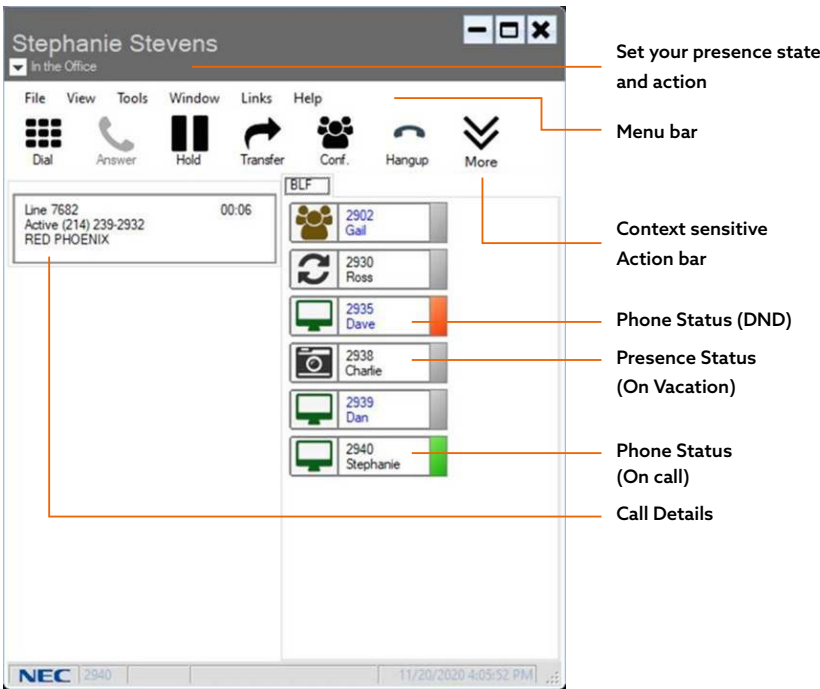 Stephanie Stevens
In the Office
File View Tools Window Links Help
Dial Answer Hold Transfer Conf. Hangup More
BLF
Line 7682 00:06
Active (214) 239-2932
RED PHOENIX
2902
Gail
2930
Ross
2935
Dave
2938
Charlie
2939
Dan
2940
Stephanie
NEC 2940 11/20/2020 4:05:52 PM
Set your presence state
and action
Menu bar
Context sensitive
Action bar
Phone Status (DND)
Presence Status
(On Vacation)
Phone Status
(On call)
Call Details